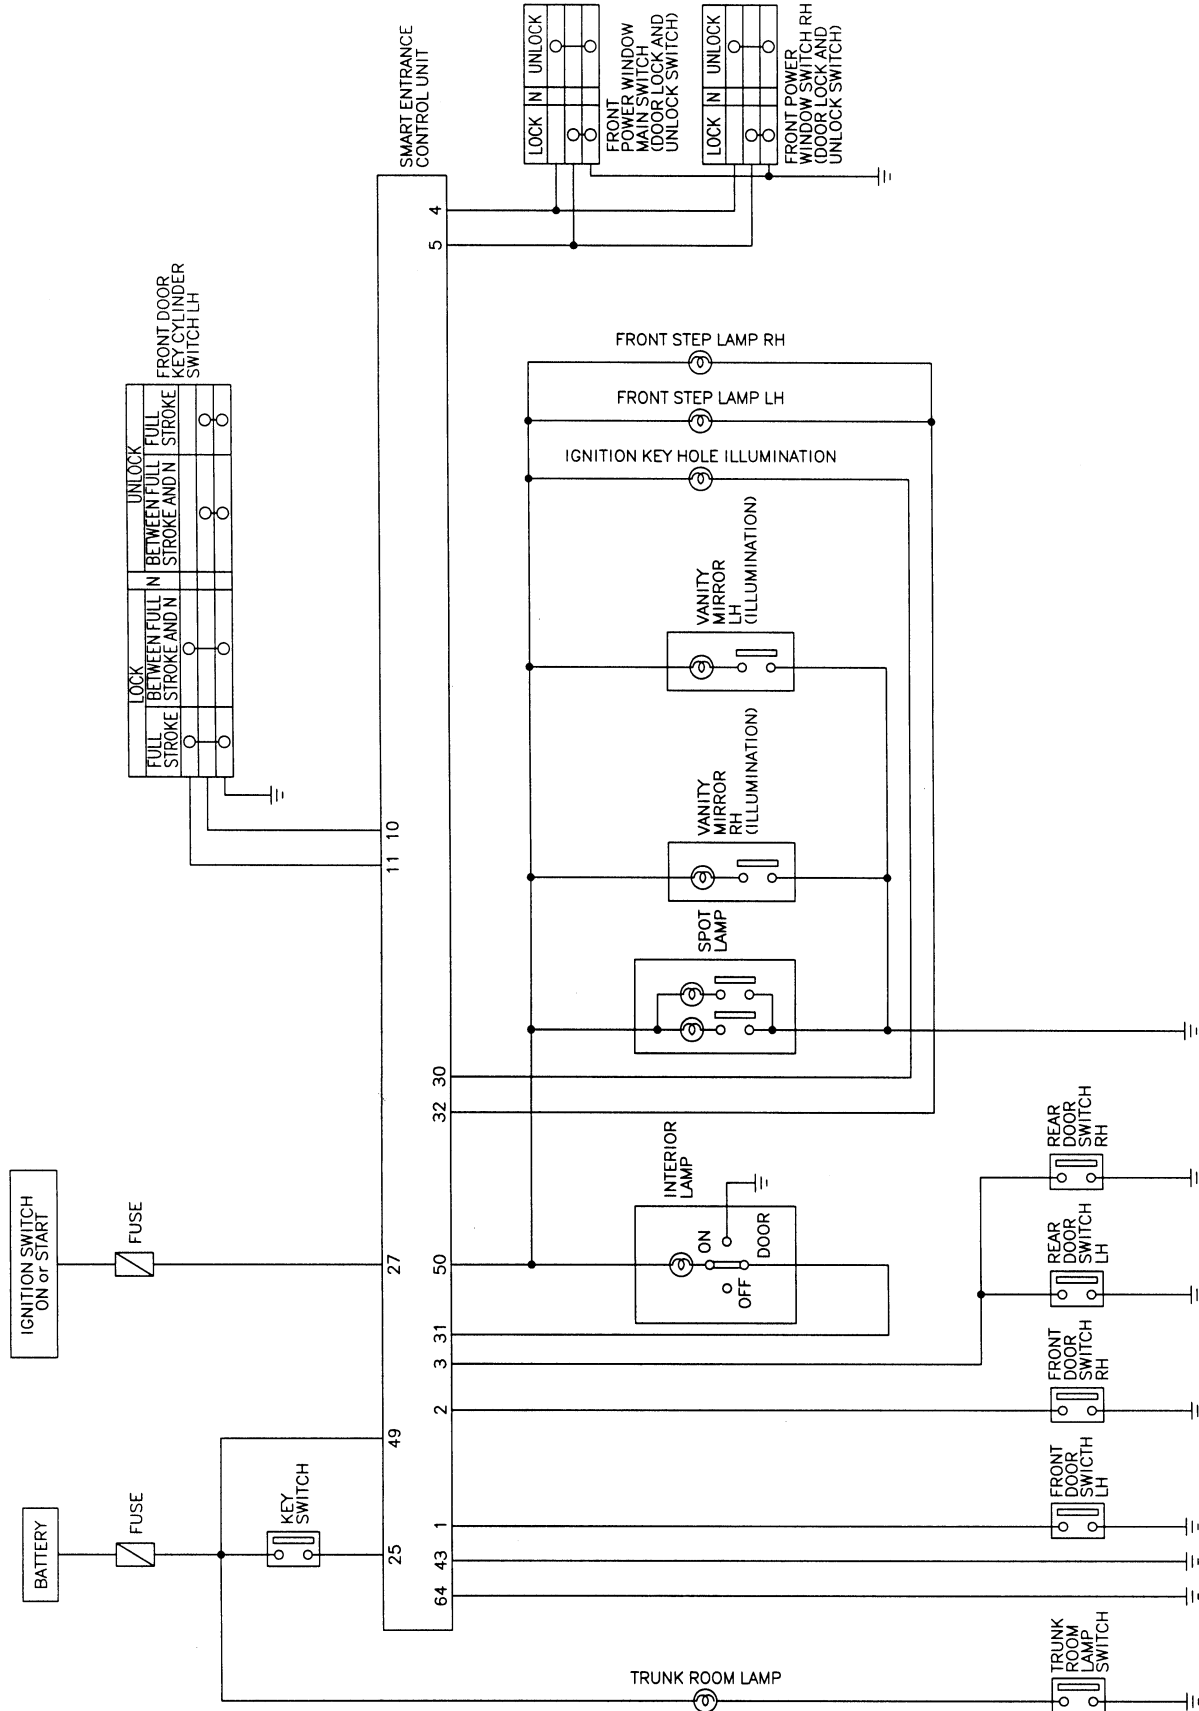 SMART ENTRANCE
CONTROL UNIT
LOCK
N
UNLOCK
FRONT
POWER WINDOW
MAIN SWITCH
(DOOR LOCK AND
UNLOCK SWITCH)
LOCK
N
UNLOCK
FRONT POWER
WINDOW SWITCH RH
(DOOR LOCK AND
UNLOCK SWITCH)
4
5
FRONT DOOR
KEY CYLINDER
SWITCH LH
LOCK
UNLOCK
FULL
STROKE
BETWEEN FULL
STROKE AND N
N
BETWEEN FULL
STROKE AND N
FULL
STROKE
10
11
FRONT STEP LAMP RH
FRONT STEP LAMP LH
IGNITION KEY HOLE ILLUMINATION
VANITY
MIRROR
LH
(ILLUMINATION)
VANITY
MIRROR
RH
(ILLUMINATION)
SPOT
LAMP
30
32
INTERIOR
LAMP
ON
DOOR
OFF
IGNITION SWITCH
ON or START
FUSE
27
50
31
3
2
49
REAR
DOOR
SWITCH
RH
REAR
DOOR
SWITCH
LH
FRONT
DOOR
SWITCH
RH
FRONT
DOOR
SWICTH
LH
BATTERY
FUSE
KEY
SWITCH
25
1
43
64
TRUNK ROOM LAMP
TRUNK
ROOM
LAMP
SWITCH